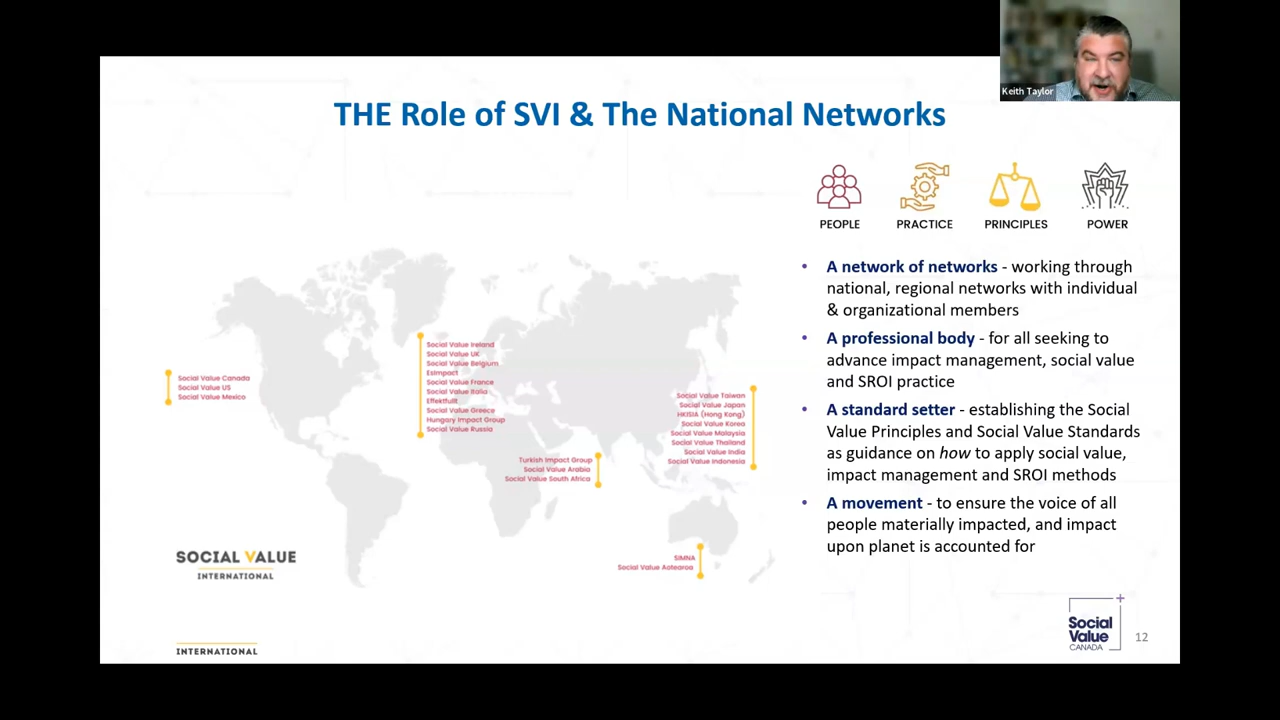 Keith Taylor
THE Role of SVI & The National Networks
PEOPLE
PRACTICE
PRINCIPLES
POWER
Social Value Canada
Social Value US
Social Value Mexico
Social Value Ireland
Social Value UK
Social Value Belgium
Esimpact
Social Value France
Social Value Italia
Effektfullt
Social Value Greece
Hungary Impact Group
Social Value Russia
Turkish Impact Group
Social Value Arabia
Social Value South Africa
Social Value Taiwan
Social Value Japan
HKISIA (Hong Kong)
Social Value Korea
Social Value Malaysia
Social Value Thailand
Social Value India
Social Value Indonesia
SIMNA
Social Value Aotearoa
SOCIAL VALUE
INTERNATIONAL
INTERNATIONAL
• A network of networks - working through
national, regional networks with individual
& organizational members
• A professional body - for all seeking to
advance impact management, social value
and SROI practice
• A standard setter - establishing the Social
Value Principles and Social Value Standards
as guidance on how to apply social value,
impact management and SROI methods
• A movement - to ensure the voice of all
people materially impacted, and impact
upon planet is accounted for
Social
Value
CANADA
12